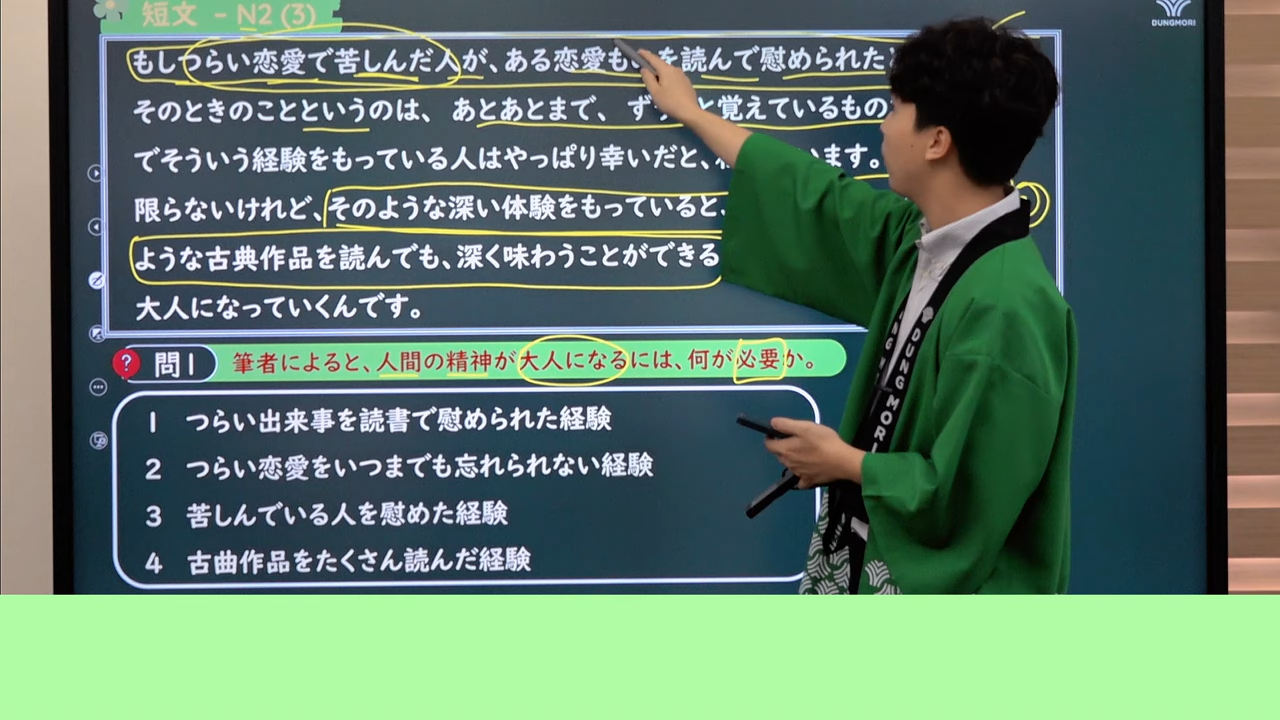 短文 - N2 (3)
DUNGMORI
もしつらい恋愛で苦しんだ人が、ある恋愛も を読んで慰められた
そのときのことというのは、あとあとまで、ず と覚えているもの
でそういう経験をもっている人はやっぱり幸いだと、 います。
限らないけれど、そのような深い体験をもっていると、
ような古典作品を読んでも、深く味わうことができる
大人になっていくんです。
? 問1 筆者によると、人間の精神が大人になるには、何が必要か。
1 つらい出来事を読書で慰められた経験
2 つらい恋愛をいつまでも忘れられない経験
3 苦しんでいる人を慰めた経験
4 古曲作品をたくさん読んだ経験
DUNGMORI